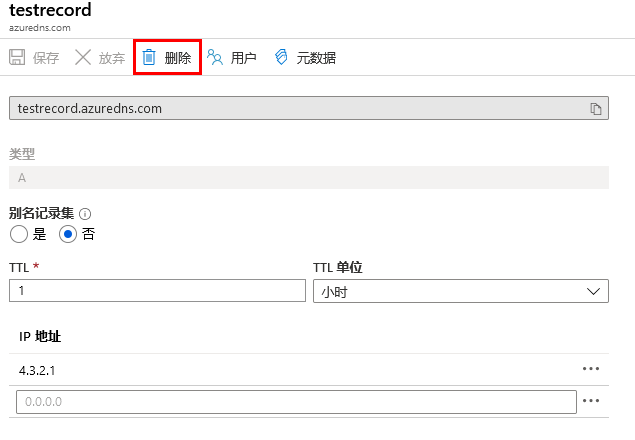 testrecord
azuredns.com
保存 放弃 删除 用户 元数据
testrecord.azuredns.com
类型
A
别名记录集
是 否
TTL * TTL 单位
1 小时
IP 地址
4.3.2.1
0.0.0.0